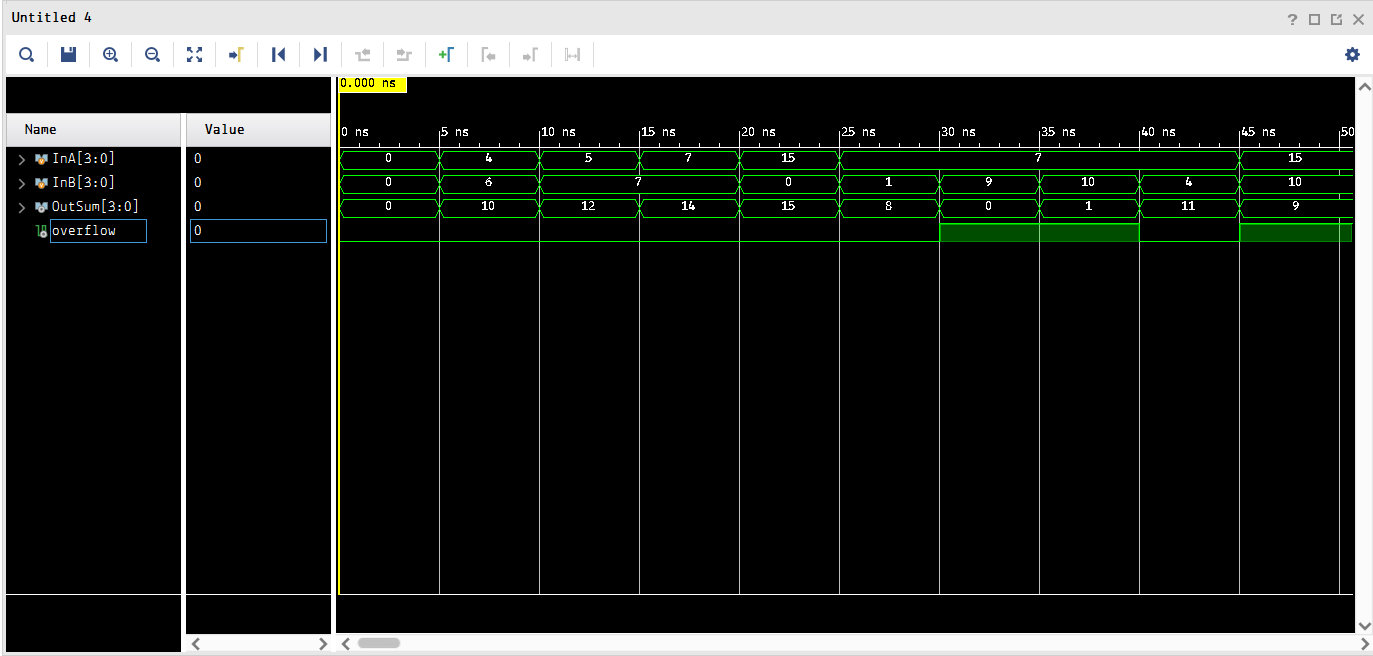 Untitled 4
0.000 ns
Name Value
0 ns 5 ns 10 ns 15 ns 20 ns 25 ns 30 ns 35 ns 40 ns 45 ns 50
InA[3:0] 0 0 4 5 7 15 7 15
InB[3:0] 0 0 6 7 0 1 9 10 4 10
OutSum[3:0] 0 0 10 12 14 15 8 0 1 11 9
overflow 0